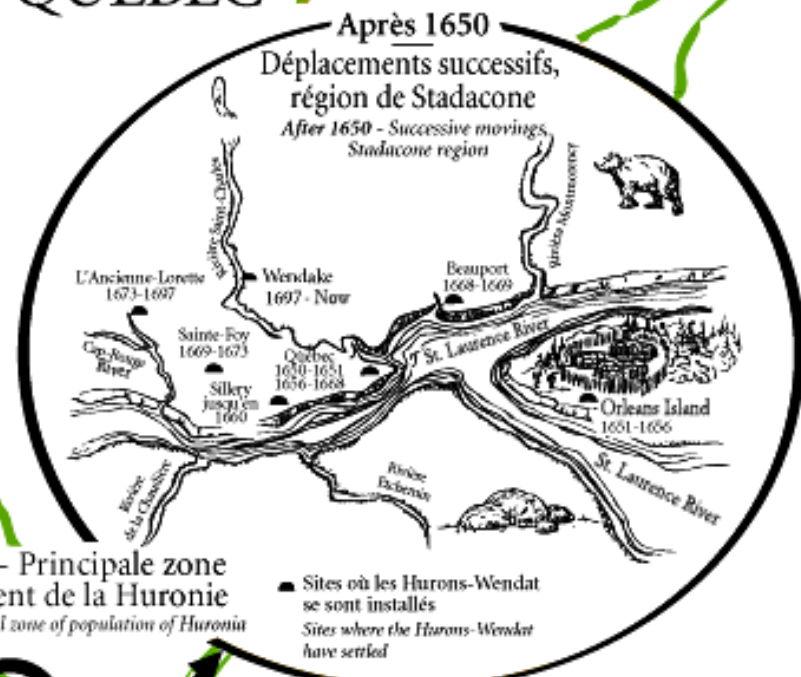 QUÉBEC
Après 1650
Déplacements successifs,
région de Stadacone
After 1650 - Successive movings,
Stadacone region
Rivière Saint-Charles
Rivière Montmorency
L'Ancienne-Lorette
1673-1697
Wendake
1697 - Now
Beauport
1668-1669
Cap-Rouge
River
Sainte-Foy
1669-1673
Québec
1650-1651
1656-1668
St. Laurence River
Sillery
jusqu'en
1660
Orleans Island
1651-1656
Rivière
de la Chaudière
Rivière
Etchemin
St. Laurence River
- Principale zone
ent de la Huronie
l zone of population of Huronia
Sites où les Hurons-Wendat
se sont installés
Sites where the Hurons-Wendat
have settled